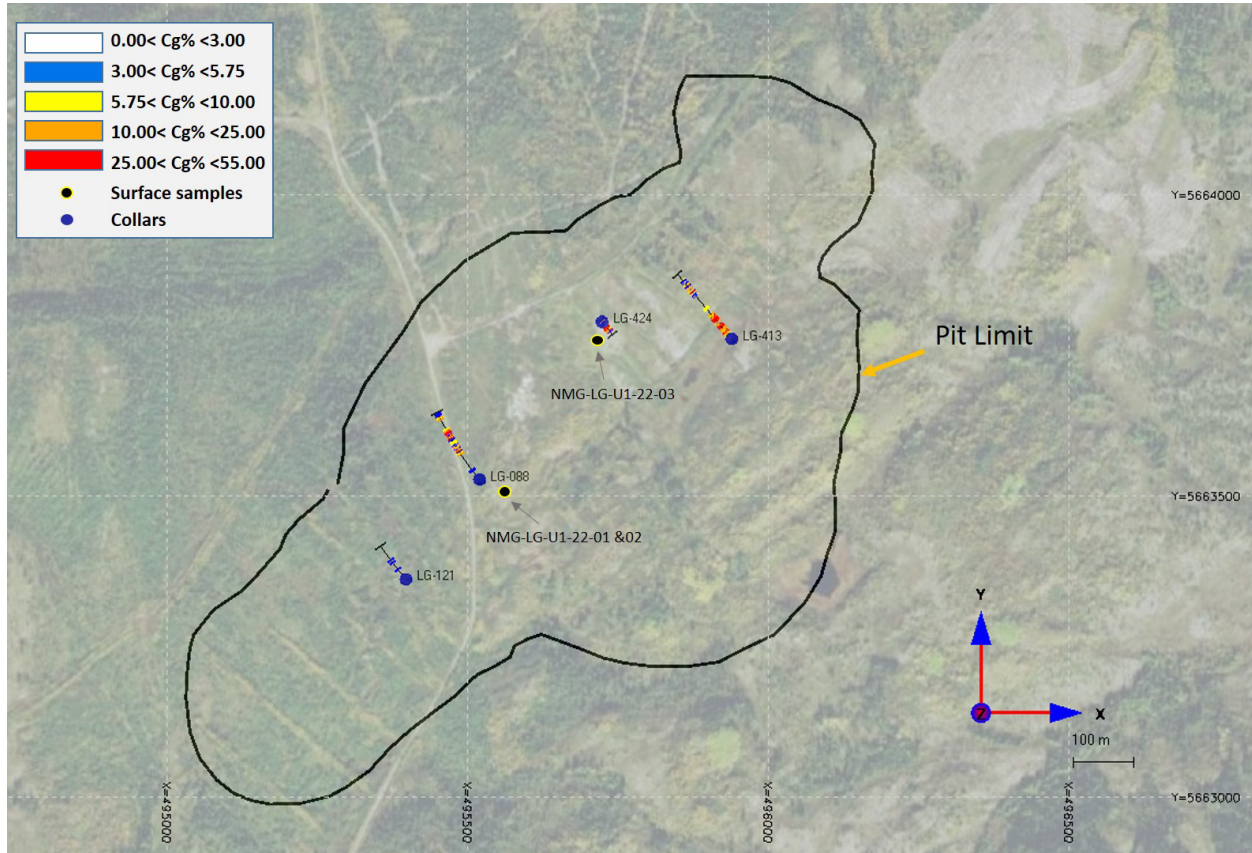 0.00< Cg% <3.00
3.00< Cg% <5.75
5.75< Cg% <10.00
10.00< Cg% <25.00
25.00< Cg% <55.00
Surface samples
Collars
Y=5664000
LG-424
LG-413
Pit Limit
NMG-LG-U1-22-03
LG-088
Y=5663500
NMG-LG-U1-22-01 &02
LG-121
Y
Z
X
100 m
X=495000
X=495500
X=496000
X=496500
Y=5663000